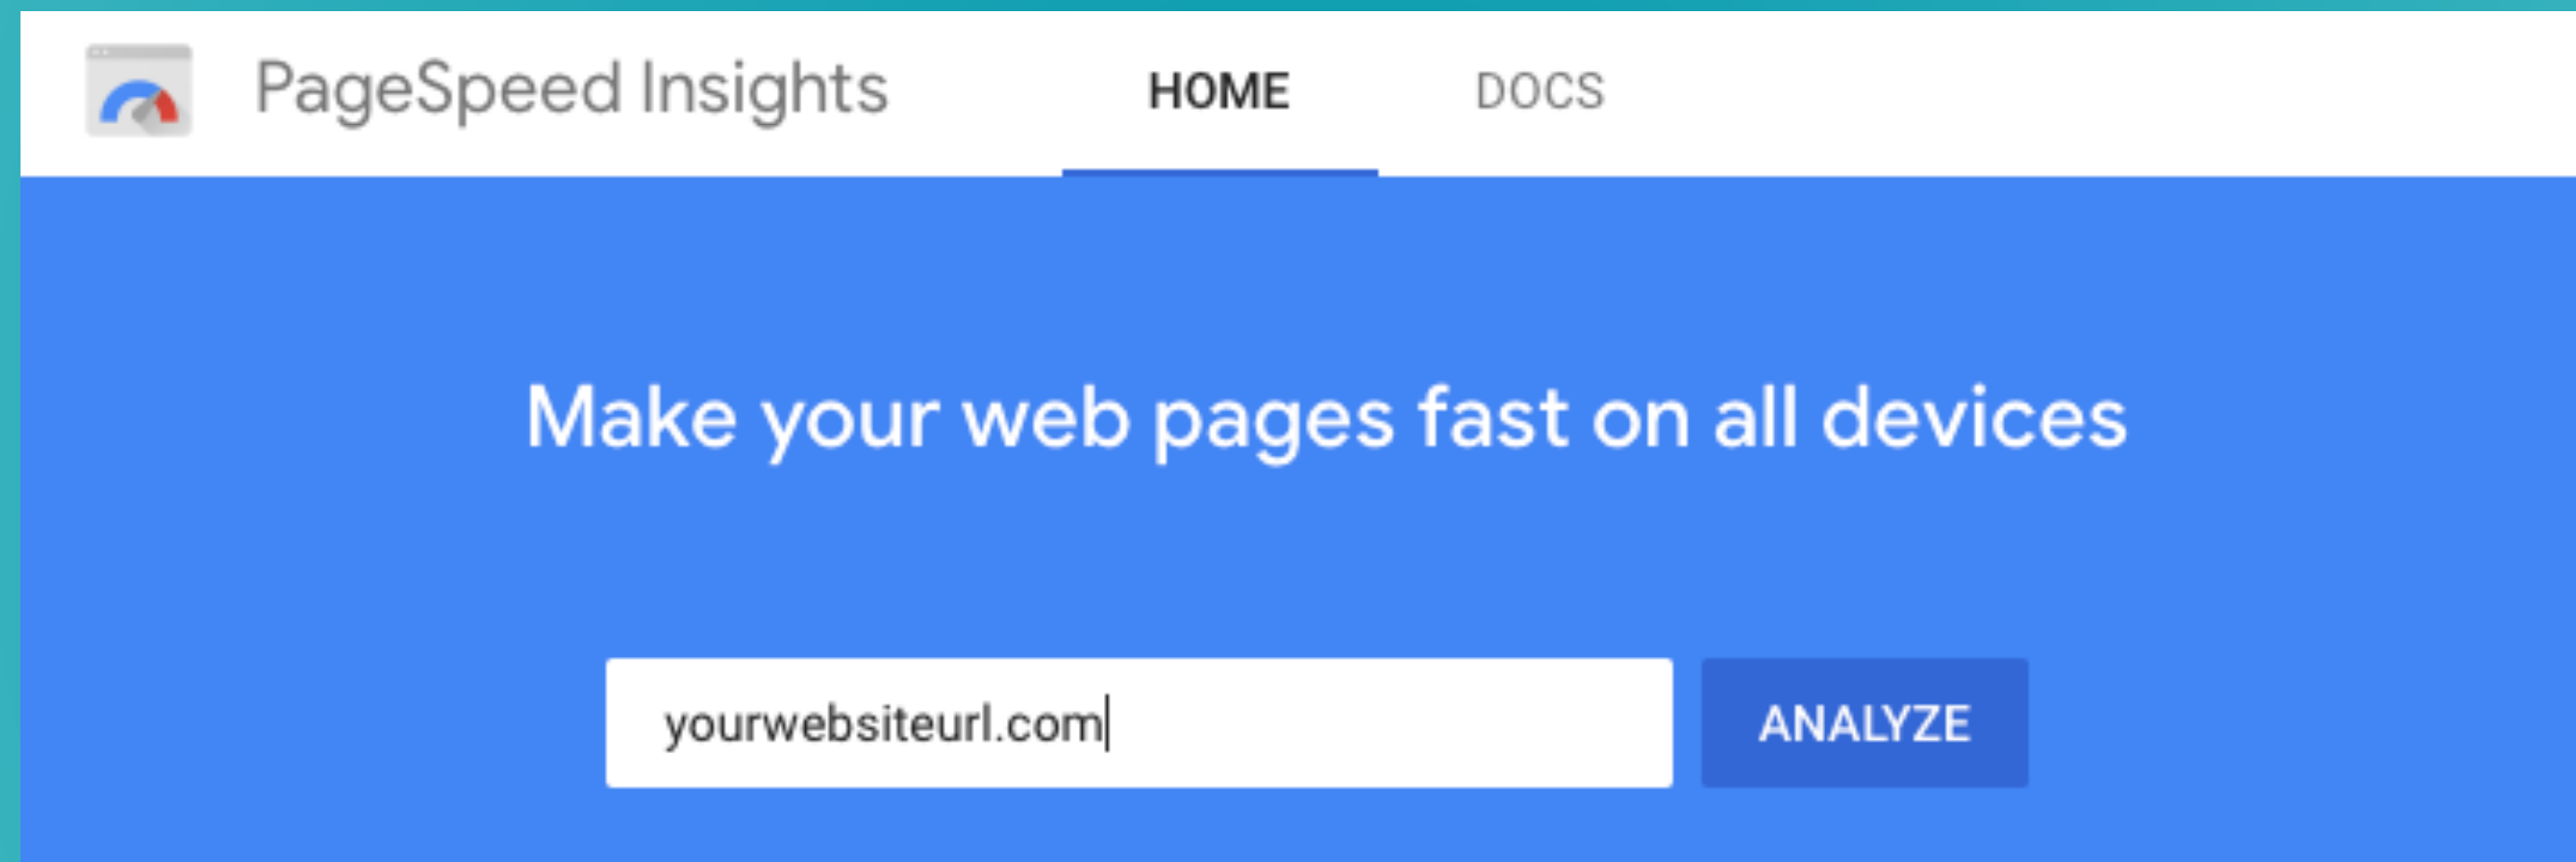 PageSpeed Insights HOME DOCS
Make your web pages fast on all devices
yourwebsiteurl.com ANALYZE